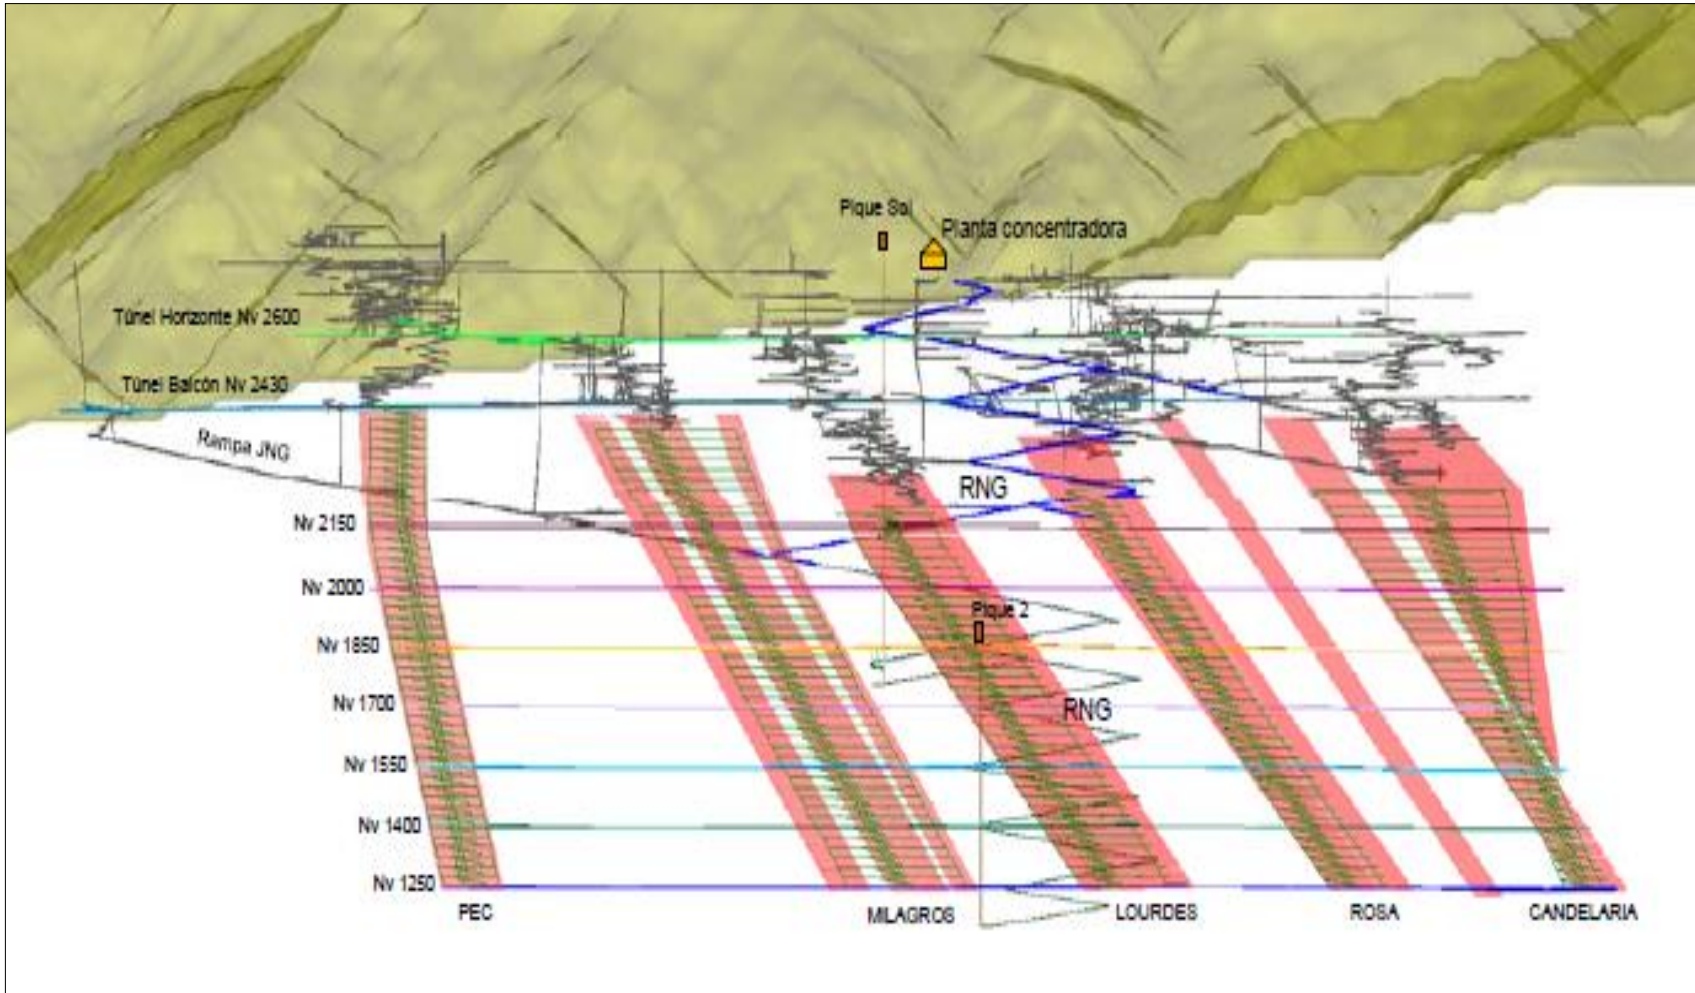 Pique Sol
Planta concentradora
Túnel Horizonte Nv 2600
Túnel Balcón Nv 2430
Rampa JNG
RNG
Nv 2150
Nv 2000
Pique 2
Nv 1850
Nv 1700
RNG
Nv 1550
Nv 1400
Nv 1250
PEC
MILAGROS
LOURDES
ROSA
CANDELARIA